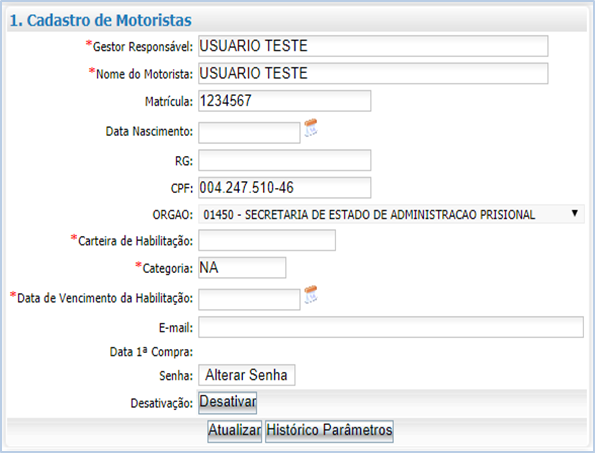 1. Cadastro de Motoristas
*Gestor Responsável: USUARIO TESTE
*Nome do Motorista: USUARIO TESTE
Matrícula: 1234567
Data Nascimento:
RG:
CPF: 004.247.510-46
ORGAO: 01450 - SECRETARIA DE ESTADO DE ADMINISTRACAO PRISIONAL
*Carteira de Habilitação:
*Categoria: NA
*Data de Vencimento da Habilitação:
E-mail:
Data 1ª Compra:
Senha: Alterar Senha
Desativação: Desativar
Atualizar Histórico Parâmetros